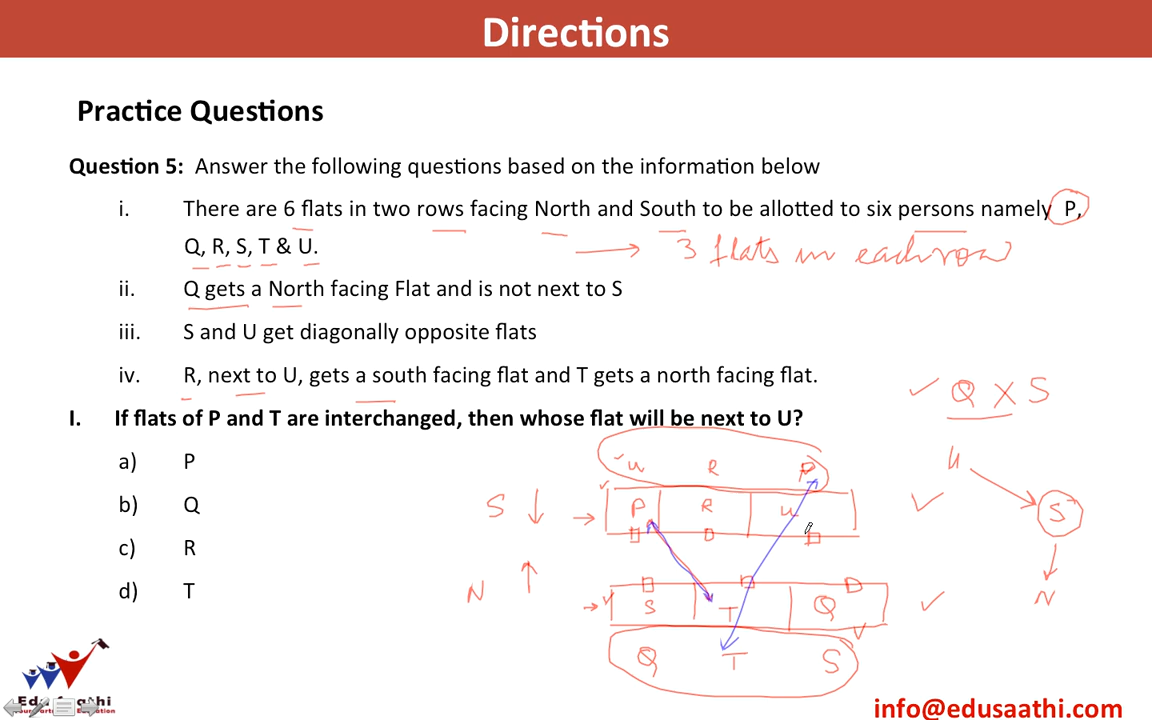 Directions
Practice Questions
Question 5: Answer the following questions based on the information below
i. There are 6 flats in two rows facing North and South to be allotted to six persons namely P,
Q, R, S, T & U.
→ 3 flats in each row
ii. Q gets a North facing Flat and is not next to S
iii. S and U get diagonally opposite flats
iv. R, next to U, gets a south facing flat and T gets a north facing flat.
✓ Q X S
I. If flats of P and T are interchanged, then whose flat will be next to U?
a) P
b) Q
c) R
d) T
U R P
U
S ↓ → P R U ✓ S
N ↑ → S T Q ✓ N
Q T S
Edu
info@edusaathi.com